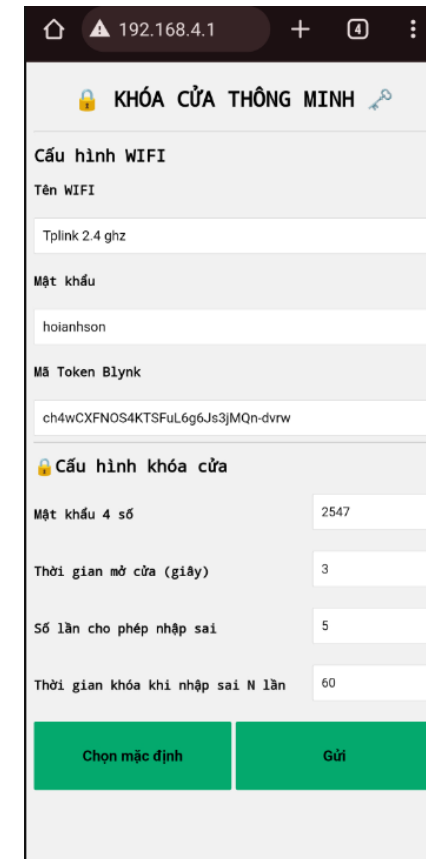 192.168.4.1
4
KHÓA CỬA THÔNG MINH
Cấu hình WIFI
Tên WIFI
Tplink 2.4 ghz
Mật khẩu
hoianhson
Mã Token Blynk
ch4wCXFNOS4KTSFuL6g6Js3jMQn-dvrw
Cấu hình khóa cửa
Mật khẩu 4 số 2547
Thời gian mở cửa (giây) 3
Số lần cho phép nhập sai 5
Thời gian khóa khi nhập sai N lần 60
Chọn mặc định Gửi